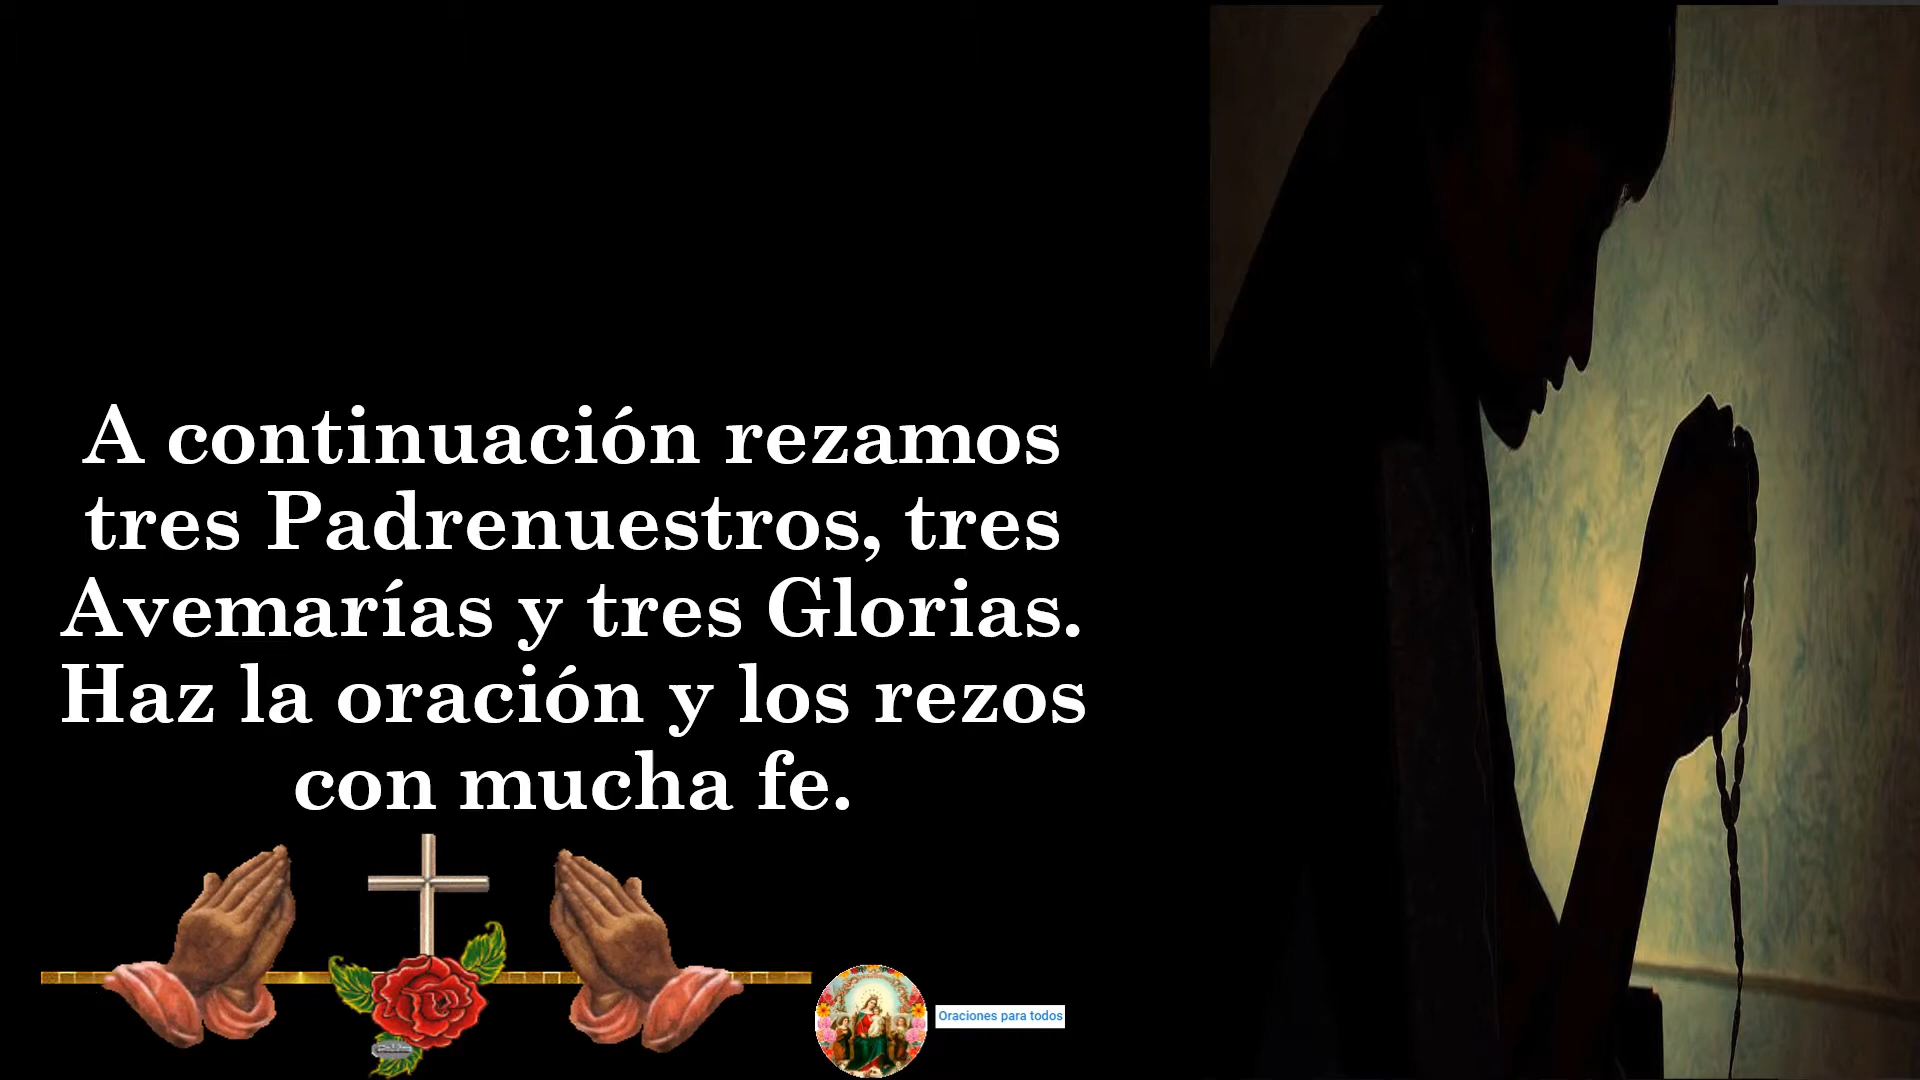 A continuación rezamos
tres Padrenuestros, tres
Avemarías y tres Glorias.
Haz la oración y los rezos
con mucha fe.
Oraciones para todos